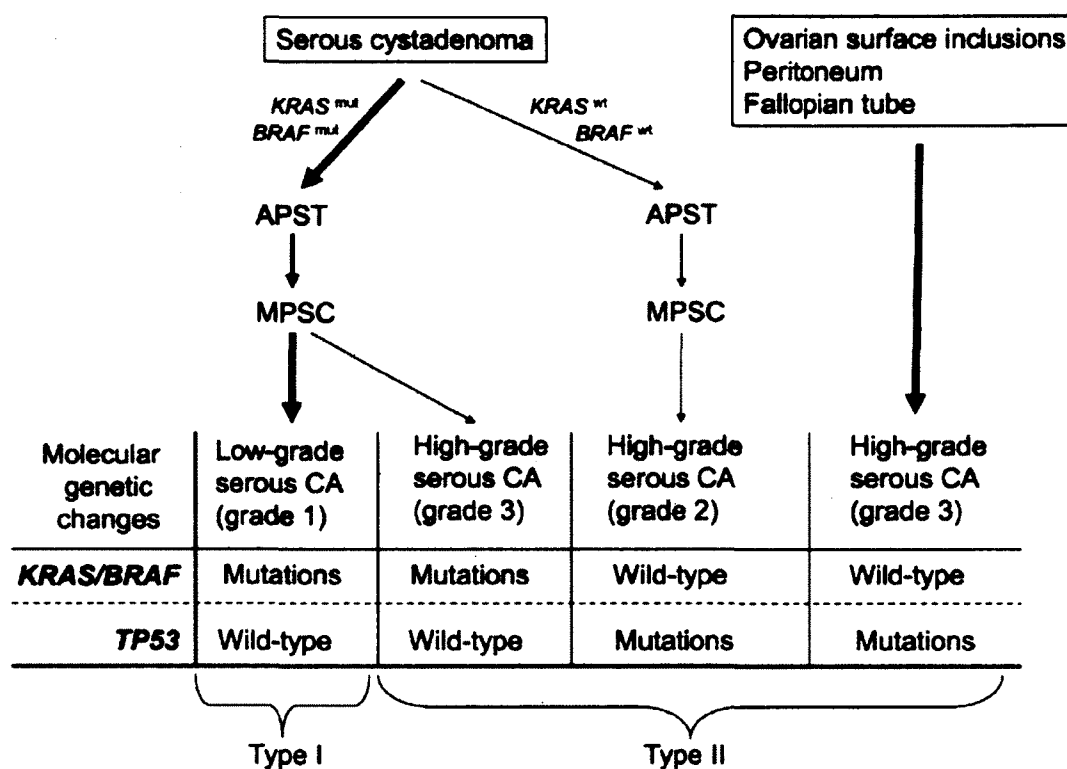 Serous cystadenoma
Ovarian surface inclusions
Peritoneum
Fallopian tube
KRAS mut
BRAF mut
KRAS wt
BRAF wt
APST
APST
MPSC
MPSC
Molecular
genetic
changes
Low-grade
serous CA
(grade 1)
High-grade
serous CA
(grade 3)
High-grade
serous CA
(grade 2)
High-grade
serous CA
(grade 3)
KRAS/BRAF Mutations Mutations Wild-type Wild-type
TP53 Wild-type Wild-type Mutations Mutations
Type I Type II